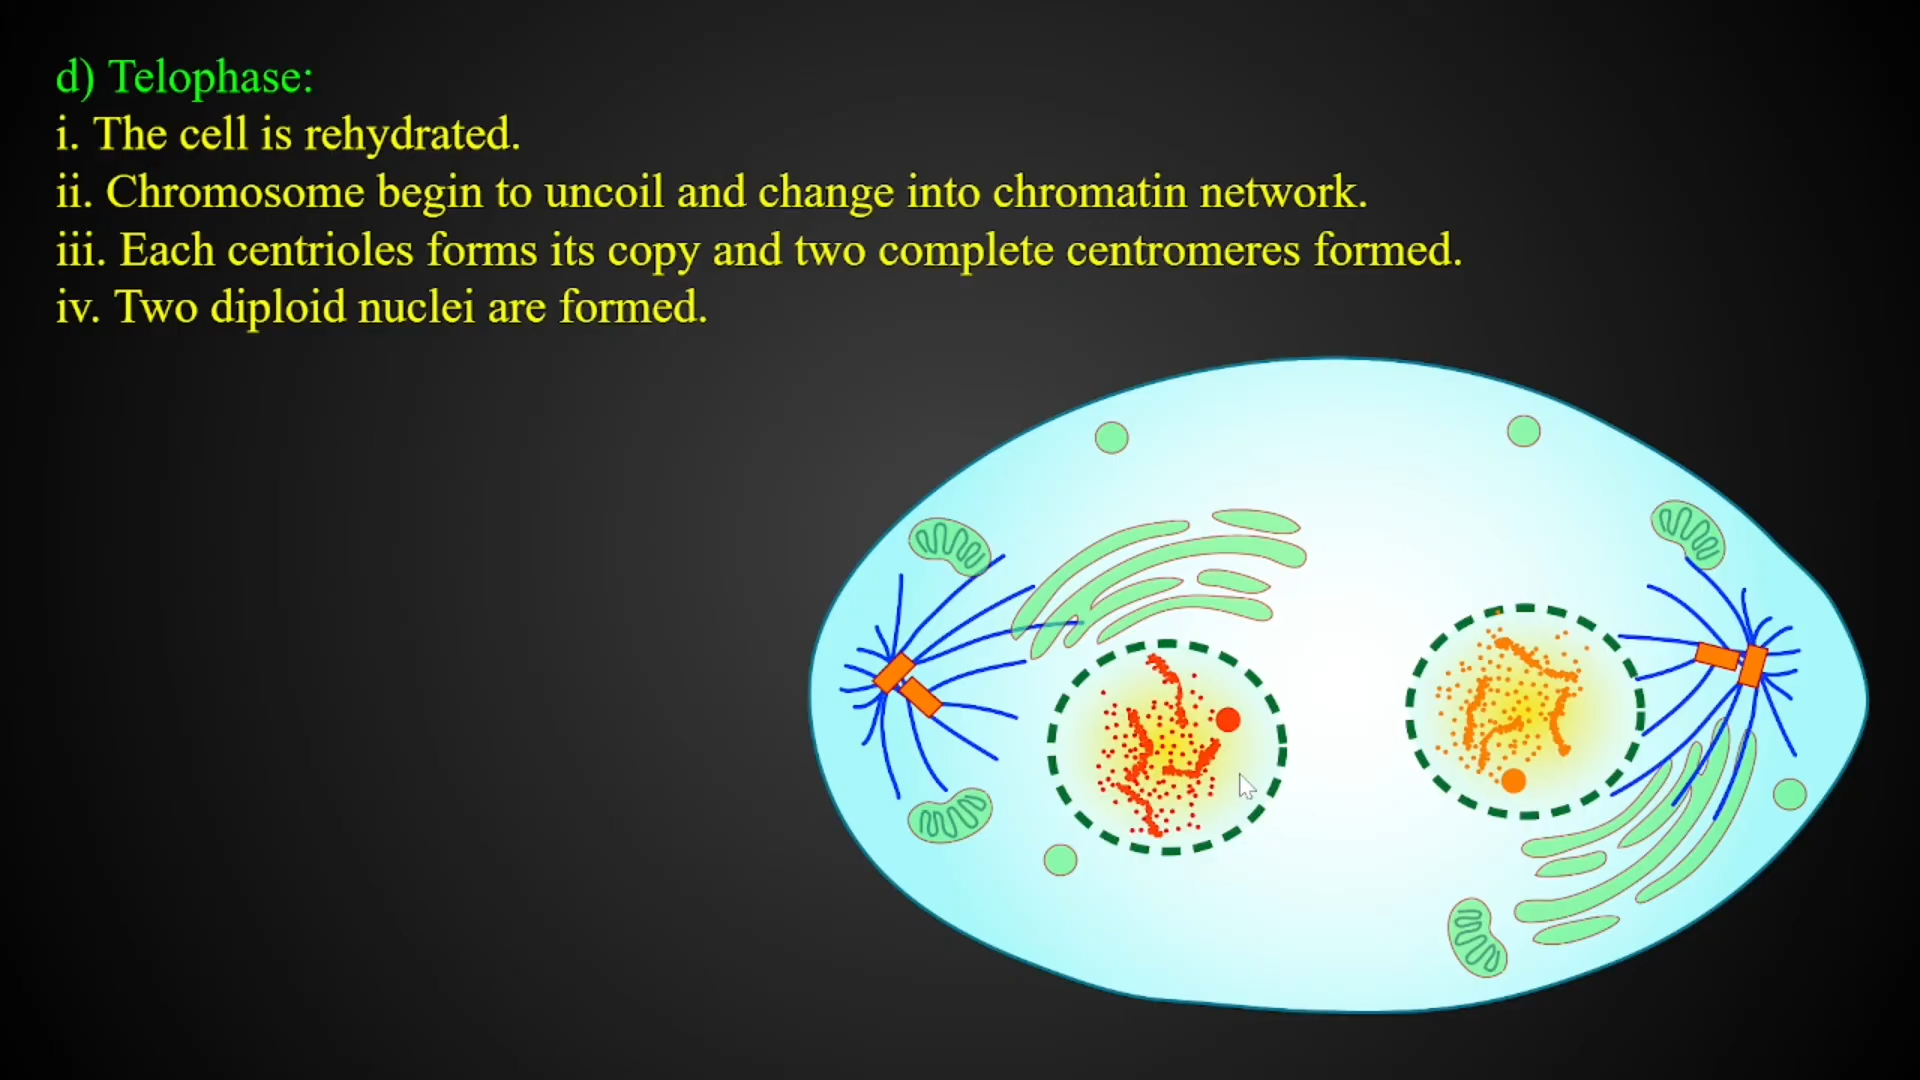 d) Telophase:
i. The cell is rehydrated.
ii. Chromosome begin to uncoil and change into chromatin network.
iii. Each centrioles forms its copy and two complete centromeres formed.
iv. Two diploid nuclei are formed.